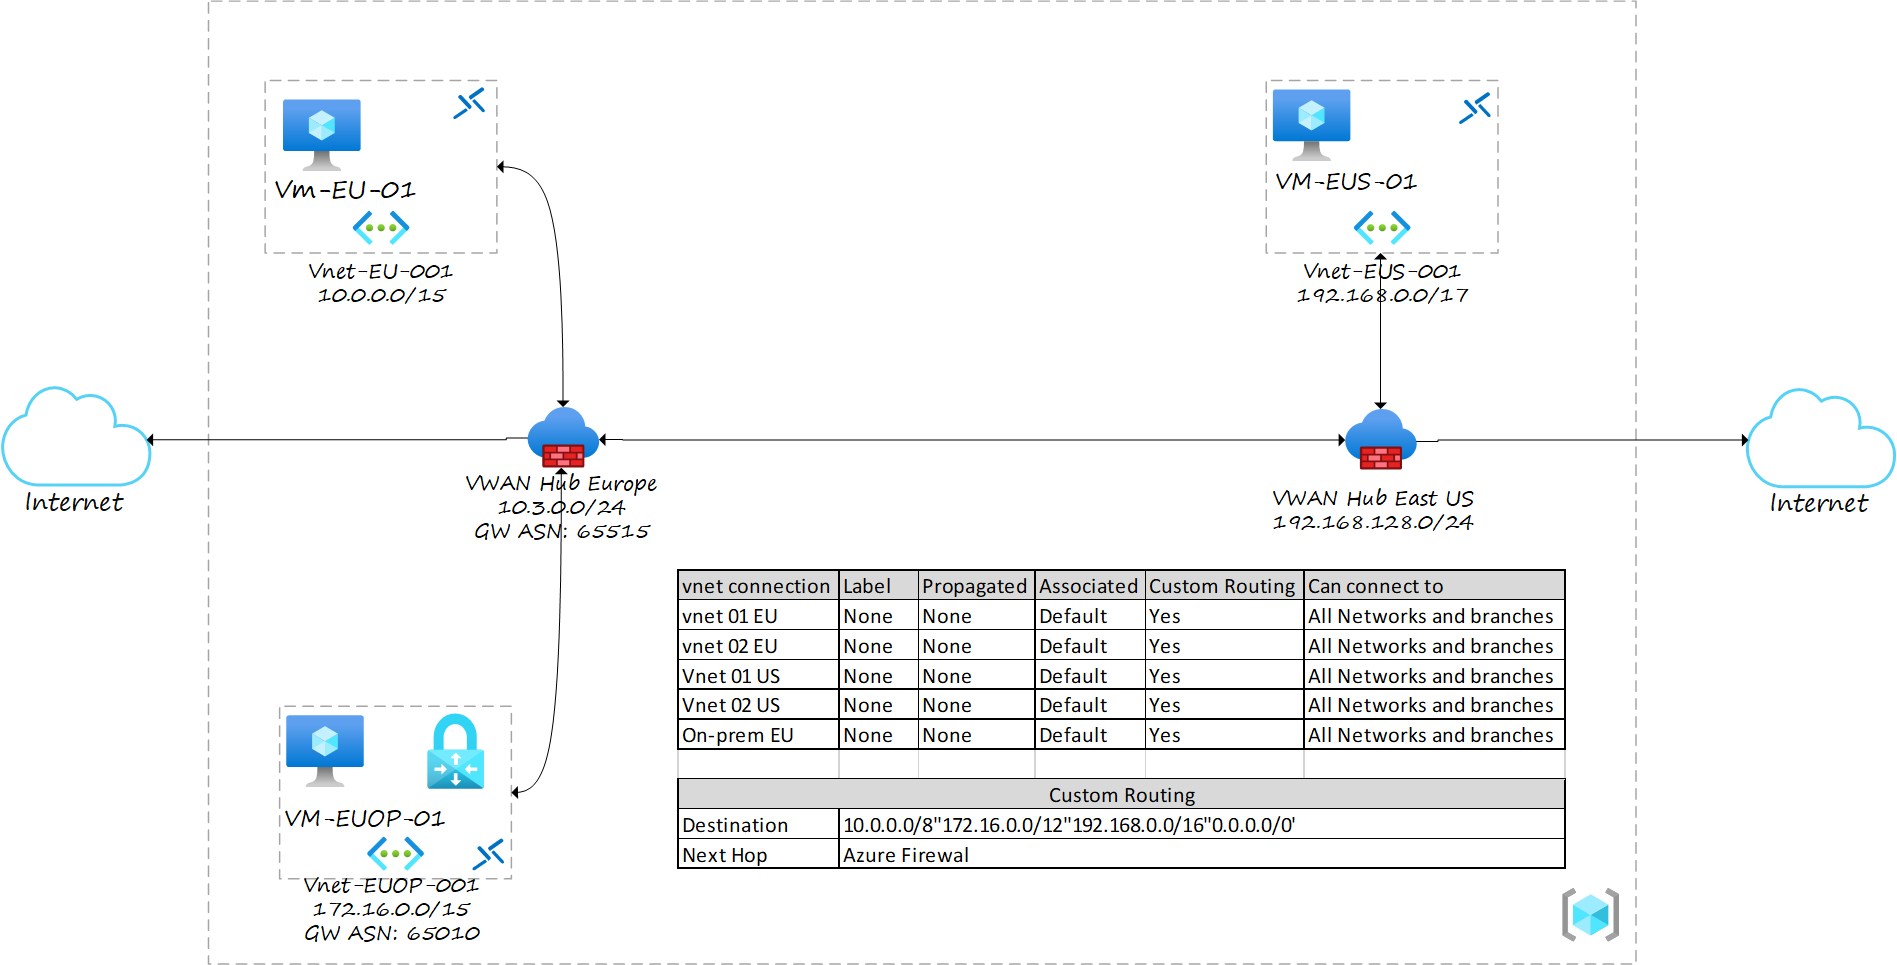 Vm-EU-01
Vnet-EU-001
10.0.0.0/15
VM-EUS-01
Vnet-EUS-001
192.168.0.0/17
Internet
VWAN Hub Europe
10.3.0.0/24
GW ASN: 65515
VWAN Hub East US
192.168.128.0/24
Internet
vnet connection Label Propagated Associated Custom Routing Can connect to
vnet 01 EU None None Default Yes All Networks and branches
vnet 02 EU None None Default Yes All Networks and branches
Vnet 01 US None None Default Yes All Networks and branches
Vnet 02 US None None Default Yes All Networks and branches
On-prem EU None None Default Yes All Networks and branches
Custom Routing
Destination 10.0.0.0/8"172.16.0.0/12"192.168.0.0/16"0.0.0.0/0'
Next Hop Azure Firewal
VM-EUOP-01
Vnet-EUOP-001
172.16.0.0/15
GW ASN: 65010